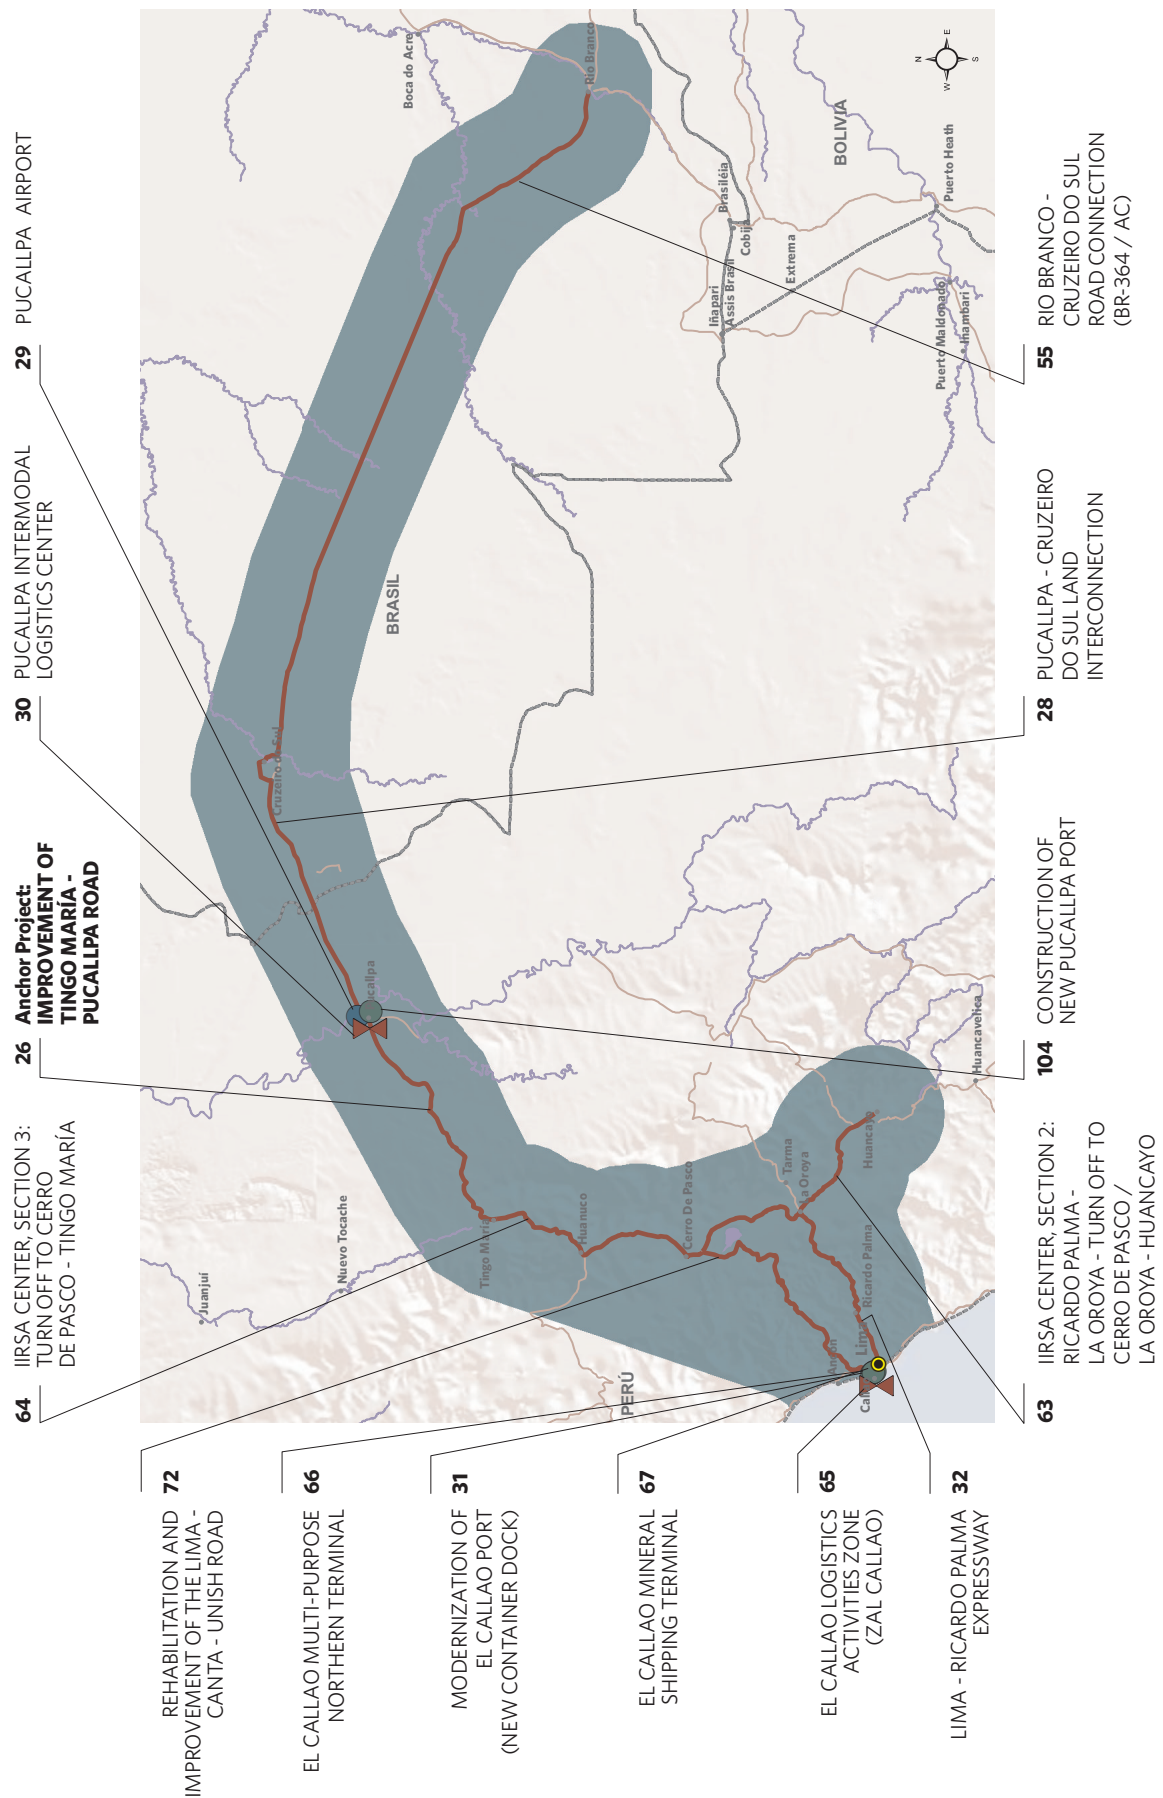 64 IIRSA CENTER, SECTION 3:
TURN OFF TO CERRO
DE PASCO - TINGO MARÍA
26 Anchor Project:
IMPROVEMENT OF
TINGO MARÍA -
PUCALLPA ROAD
30 PUCALLPA INTERMODAL
LOGISTICS CENTER
29 PUCALLPA AIRPORT
72
REHABILITATION AND
IMPROVEMENT OF THE LIMA -
CANTA - UNISH ROAD
66
EL CALLAO MULTI-PURPOSE
NORTHERN TERMINAL
31
MODERNIZATION OF
EL CALLAO PORT
(NEW CONTAINER DOCK)
67
EL CALLAO MINERAL
SHIPPING TERMINAL
65
EL CALLAO LOGISTICS
ACTIVITIES ZONE
(ZAL CALLAO)
32
LIMA - RICARDO PALMA
EXPRESSWAY
Juanjuí
Nuevo Tocache
Tingo María
Huanuco
PERÚ
Cerro De Pasco
Tarma
La Oroya
Ancón
Lima
Ricardo Palma
Huancayo
Huancavelica
Cruzeiro do Sul
BRASIL
Boca do Acre
Rio Branco
Iñapari
Assis Brasil
Brasiléia
Cobija
Extrema
BOLIVIA
Puerto Maldonado
Inambari
Puerto Heath
N
W
E
S
63 IIRSA CENTER, SECTION 2:
RICARDO PALMA -
LA OROYA - TURN OFF TO
CERRO DE PASCO /
LA OROYA - HUANCAYO
104 CONSTRUCTION OF
NEW PUCALLPA PORT
28 PUCALLPA - CRUZEIRO
DO SUL LAND
INTERCONNECTION
55 RIO BRANCO -
CRUZEIRO DO SUL
ROAD CONNECTION
(BR-364 / AC)